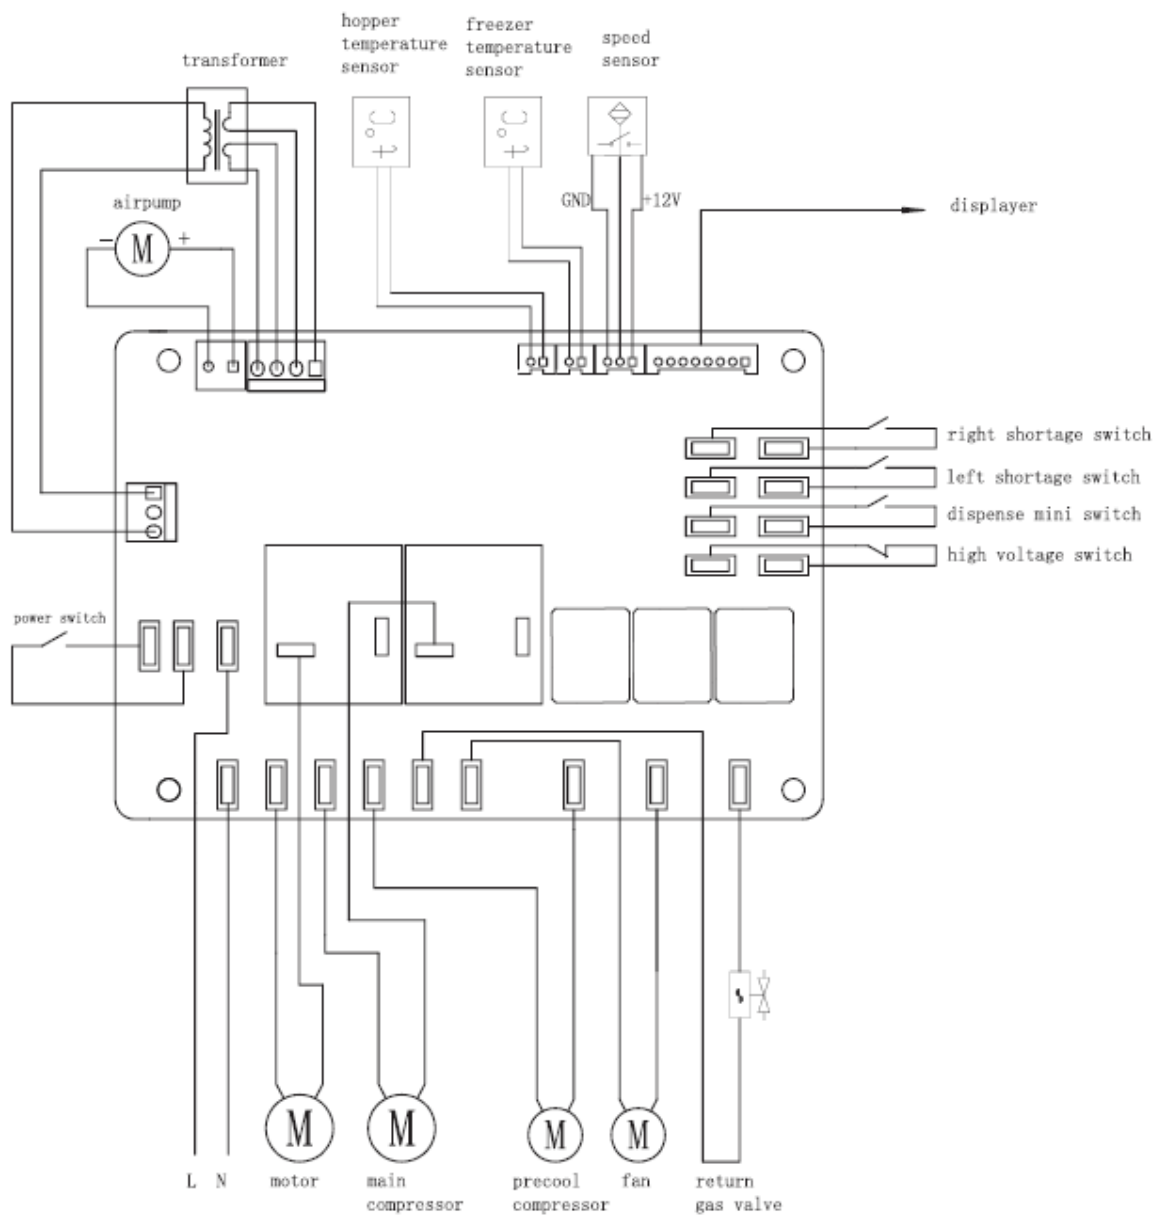 hopper
temperature
sensor
freezer
temperature
sensor
speed
sensor
transformer
airpump
- M +
GND
+12V
displayer
right shortage switch
left shortage switch
dispense mini switch
high voltage switch
power switch
M
M
M
M
L
N
motor
main
compressor
precool
compressor
fan
return
gas valve